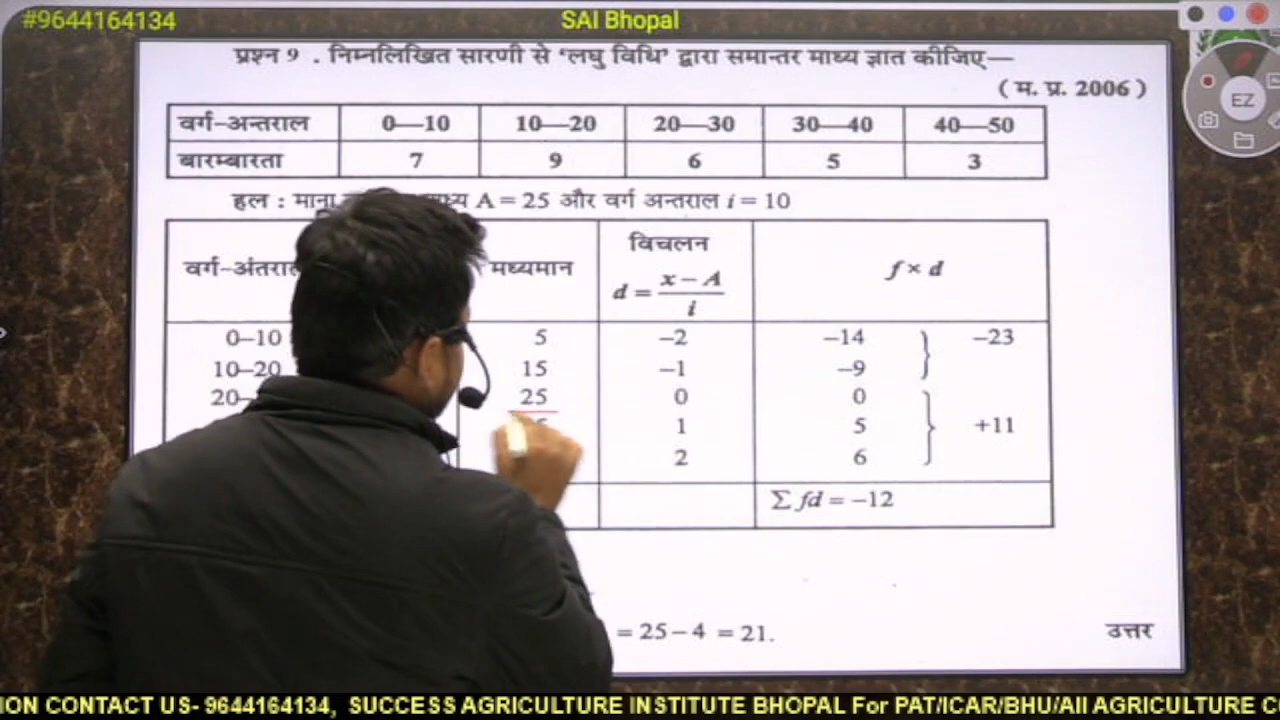 #9644164134
SAI Bhopal
EZ
प्रश्न 9 . निम्नलिखित सारणी से ‘लघु विधि’ द्वारा समान्तर माध्य ज्ञात कीजिए—
( म. प्र. 2006 )
वर्ग-अन्तराल 0—10 10—20 20—30 30—40 40—50
बारम्बारता 7 9 6 5 3
हल : माना A = 25 और वर्ग अन्तराल i = 10
वर्ग-अंतराल मध्यमान विचलन d = x – A / i f × d
0–10 5 –2 –14 –23
10–20 15 –1 –9
20– 25 0 0
1 5 +11
2 6
∑ fd = –12
= 25 – 4 = 21. उत्तर
ION CONTACT US- 9644164134, SUCCESS AGRICULTURE INSTITUTE BHOPAL For PAT/ICAR/BHU/All AGRICULTURE